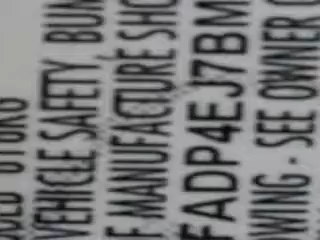 VEHICLE SAFETY, BUM
F MANUFACTURE SHO
FADP4EJ7BM
WING - SEE OWNER